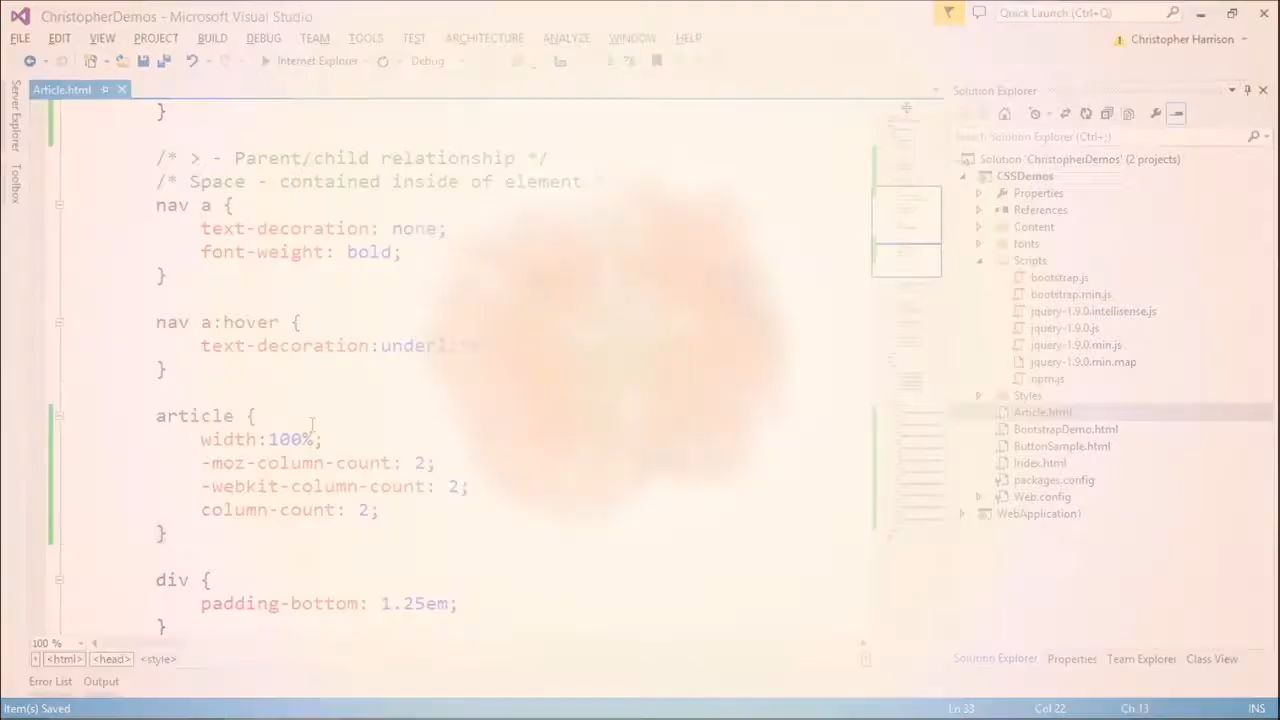 ChristopherDemos - Microsoft Visual Studio
Quick Launch (Ctrl+Q)
FILE EDIT VIEW PROJECT BUILD DEBUG TEAM TOOLS TEST ARCHITECTURE ANALYZE WINDOW HELP
Christopher Harrison
Internet Explorer
Debug
Server Explorer
Toolbox
Article.html
}
/* > - Parent/child relationship */
/* Space - contained inside of element
nav a {
text-decoration: none;
font-weight: bold;
}
nav a:hover {
text-decoration:underline
}
article {
width:100%;
-moz-column-count: 2;
-webkit-column-count: 2;
column-count: 2;
}
div {
padding-bottom: 1.25em;
}
100 %
<html> <head> <style>
Error List Output
Solution Explorer
Search Solution Explorer (Ctrl+;)
Solution 'ChristopherDemos' (2 projects)
CSSDemos
Properties
References
Content
fonts
Scripts
bootstrap.js
bootstrap.min.js
jquery-1.9.0.intellisense.js
jquery-1.9.0.js
jquery-1.9.0.min.js
jquery-1.9.0.min.map
npm.js
Styles
Article.html
BootstrapDemo.html
ButtonSample.html
Index.html
packages.config
Web.config
WebApplication1
Solution Explorer Properties Team Explorer Class View
Item(s) Saved
Ln 33 Col 22 Ch 13 INS